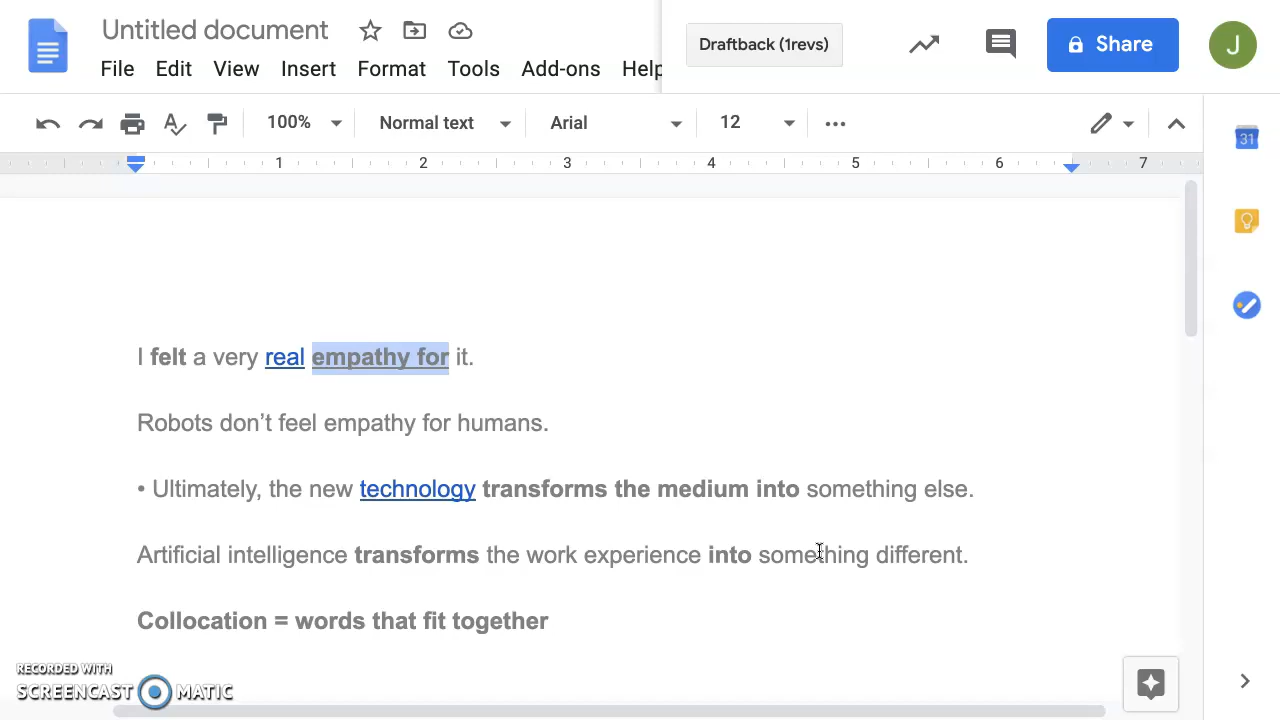 Untitled document
File Edit View Insert Format Tools Add-ons Help
Draftback (1revs)
Share
J
100% Normal text Arial 12
1 2 3 4 5 6 7
31
I felt a very real empathy for it.
Robots don’t feel empathy for humans.
• Ultimately, the new technology transforms the medium into something else.
Artificial intelligence transforms the work experience into something different.
Collocation = words that fit together
RECORDED WITH
SCREENCAST MATIC